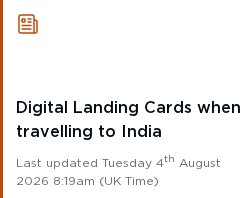 Digital Landing Cards when
travelling to India
Last updated Tuesday 4th August
2026 8:19am (UK Time)